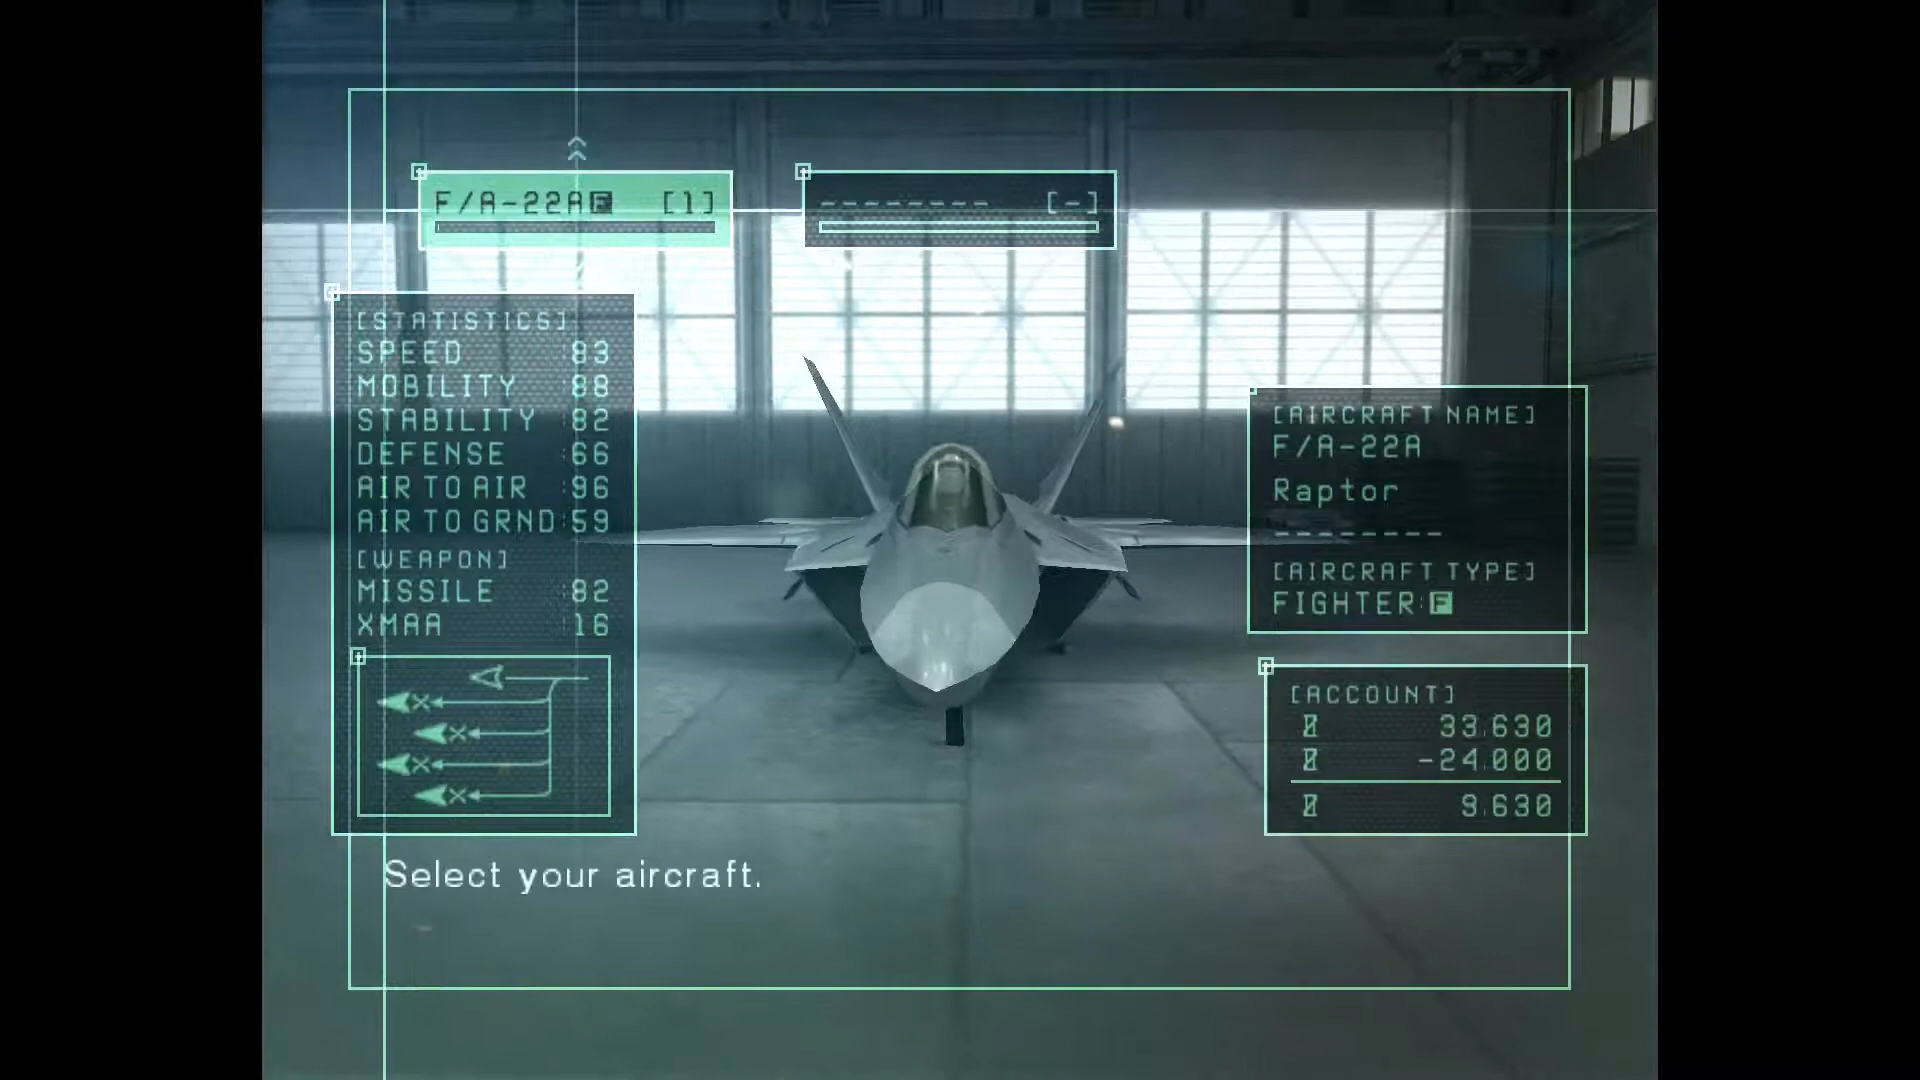 F/A-22A F [1]
-------- [-]
[STATISTICS]
SPEED :83
MOBILITY :88
STABILITY :82
DEFENSE :66
AIR TO AIR :96
AIR TO GRND:59
[WEAPON]
MISSILE :82
XMAA :16
[AIRCRAFT NAME]
F/A-22A
Raptor
--------
[AIRCRAFT TYPE]
FIGHTER:F
[ACCOUNT]
Z 33.630
Z -24.000
Z 9.630
Select your aircraft.